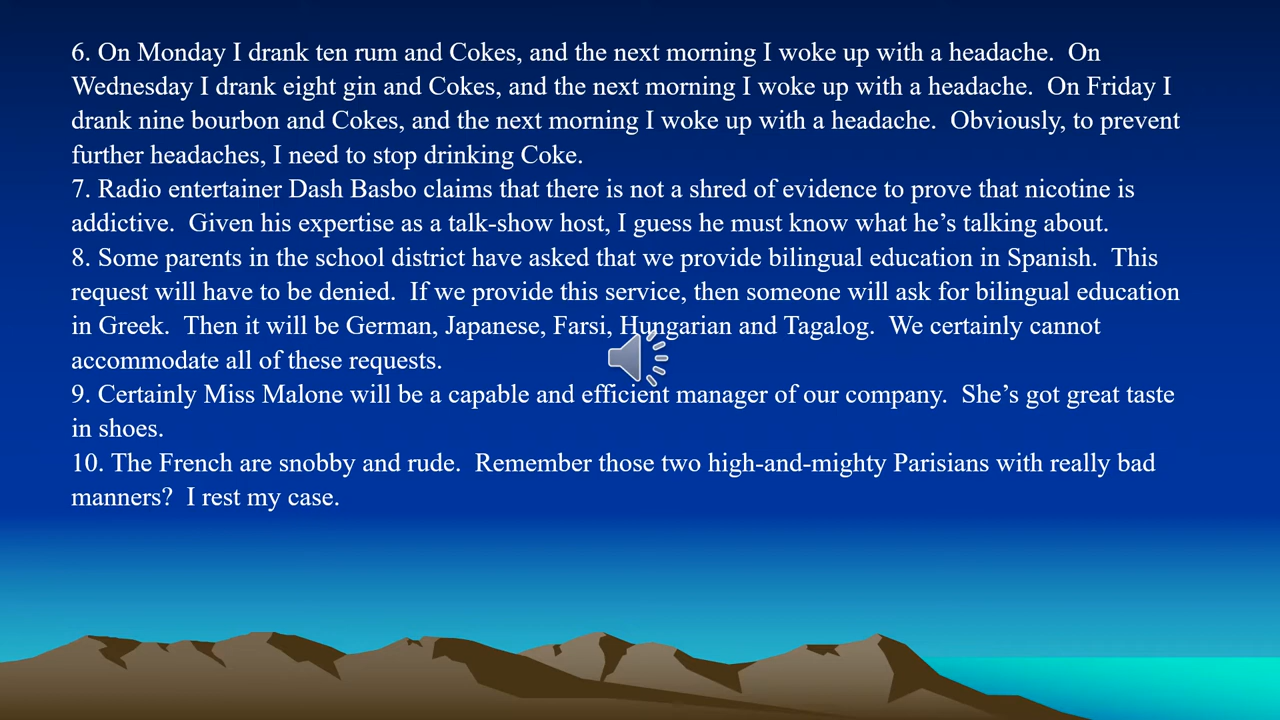 6. On Monday I drank ten rum and Cokes, and the next morning I woke up with a headache.  On
Wednesday I drank eight gin and Cokes, and the next morning I woke up with a headache.  On Friday I
drank nine bourbon and Cokes, and the next morning I woke up with a headache.  Obviously, to prevent
further headaches, I need to stop drinking Coke.
7. Radio entertainer Dash Basbo claims that there is not a shred of evidence to prove that nicotine is
addictive.  Given his expertise as a talk-show host, I guess he must know what he’s talking about.
8. Some parents in the school district have asked that we provide bilingual education in Spanish.  This
request will have to be denied.  If we provide this service, then someone will ask for bilingual education
in Greek.  Then it will be German, Japanese, Farsi, Hungarian and Tagalog.  We certainly cannot
accommodate all of these requests.
9. Certainly Miss Malone will be a capable and efficient manager of our company.  She’s got great taste
in shoes.
10. The French are snobby and rude.  Remember those two high-and-mighty Parisians with really bad
manners?  I rest my case.